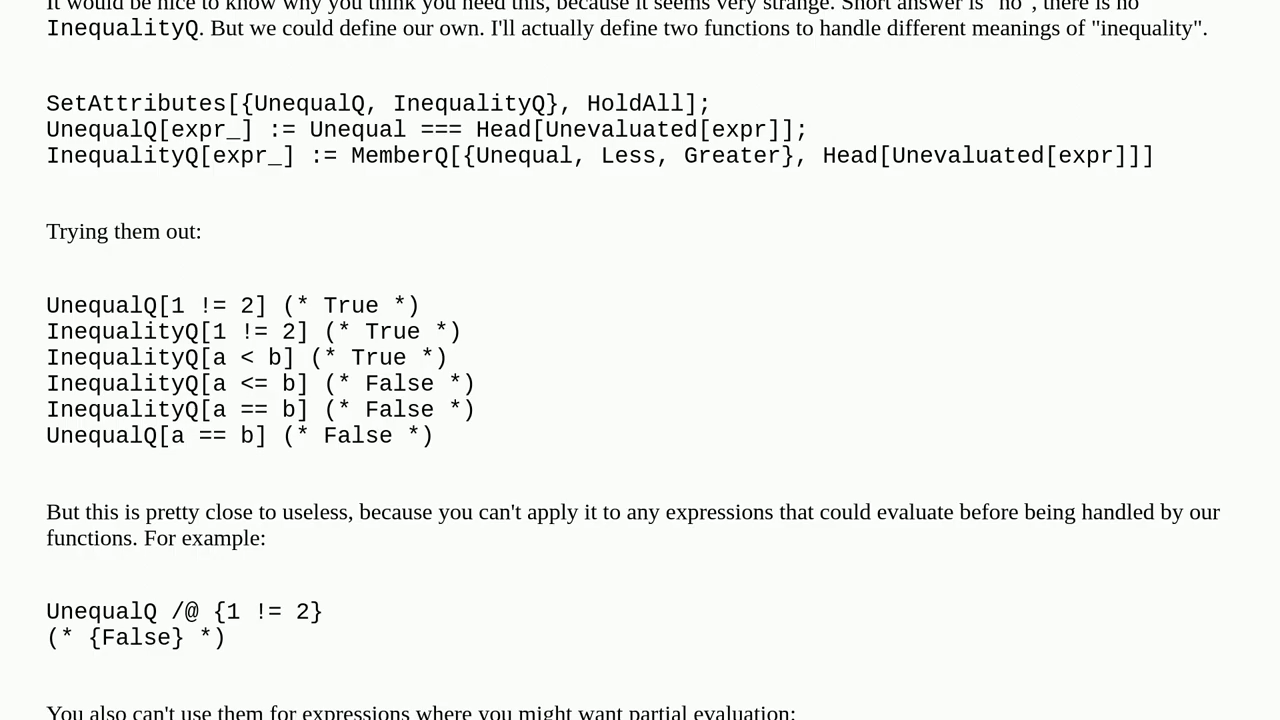 It would be nice to know why you think you need this, because it seems very strange. Short answer is "no", there is no
InequalityQ. But we could define our own. I'll actually define two functions to handle different meanings of "inequality".
SetAttributes[{UnequalQ, InequalityQ}, HoldAll];
UnequalQ[expr_] := Unequal === Head[Unevaluated[expr]];
InequalityQ[expr_] := MemberQ[{Unequal, Less, Greater}, Head[Unevaluated[expr]]]
Trying them out:
UnequalQ[1 != 2] (* True *)
InequalityQ[1 != 2] (* True *)
InequalityQ[a < b] (* True *)
InequalityQ[a <= b] (* False *)
InequalityQ[a == b] (* False *)
UnequalQ[a == b] (* False *)
But this is pretty close to useless, because you can't apply it to any expressions that could evaluate before being handled by our
functions. For example:
UnequalQ /@ {1 != 2}
(* {False} *)
You also can't use them for expressions where you might want partial evaluation: